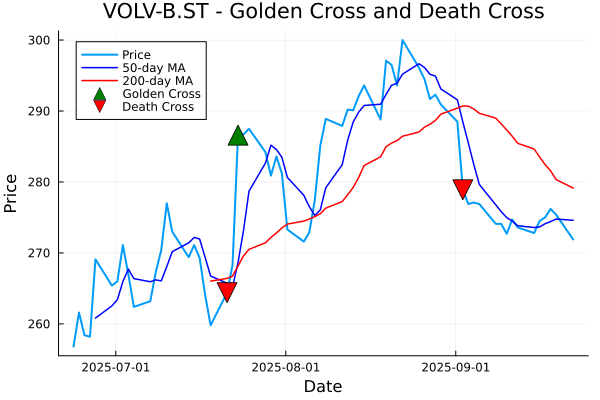 VOLV-B.ST - Golden Cross and Death Cross
300
290
280
270
260
Price
Price
50-day MA
200-day MA
Golden Cross
Death Cross
2025-07-01
2025-08-01
2025-09-01
Date